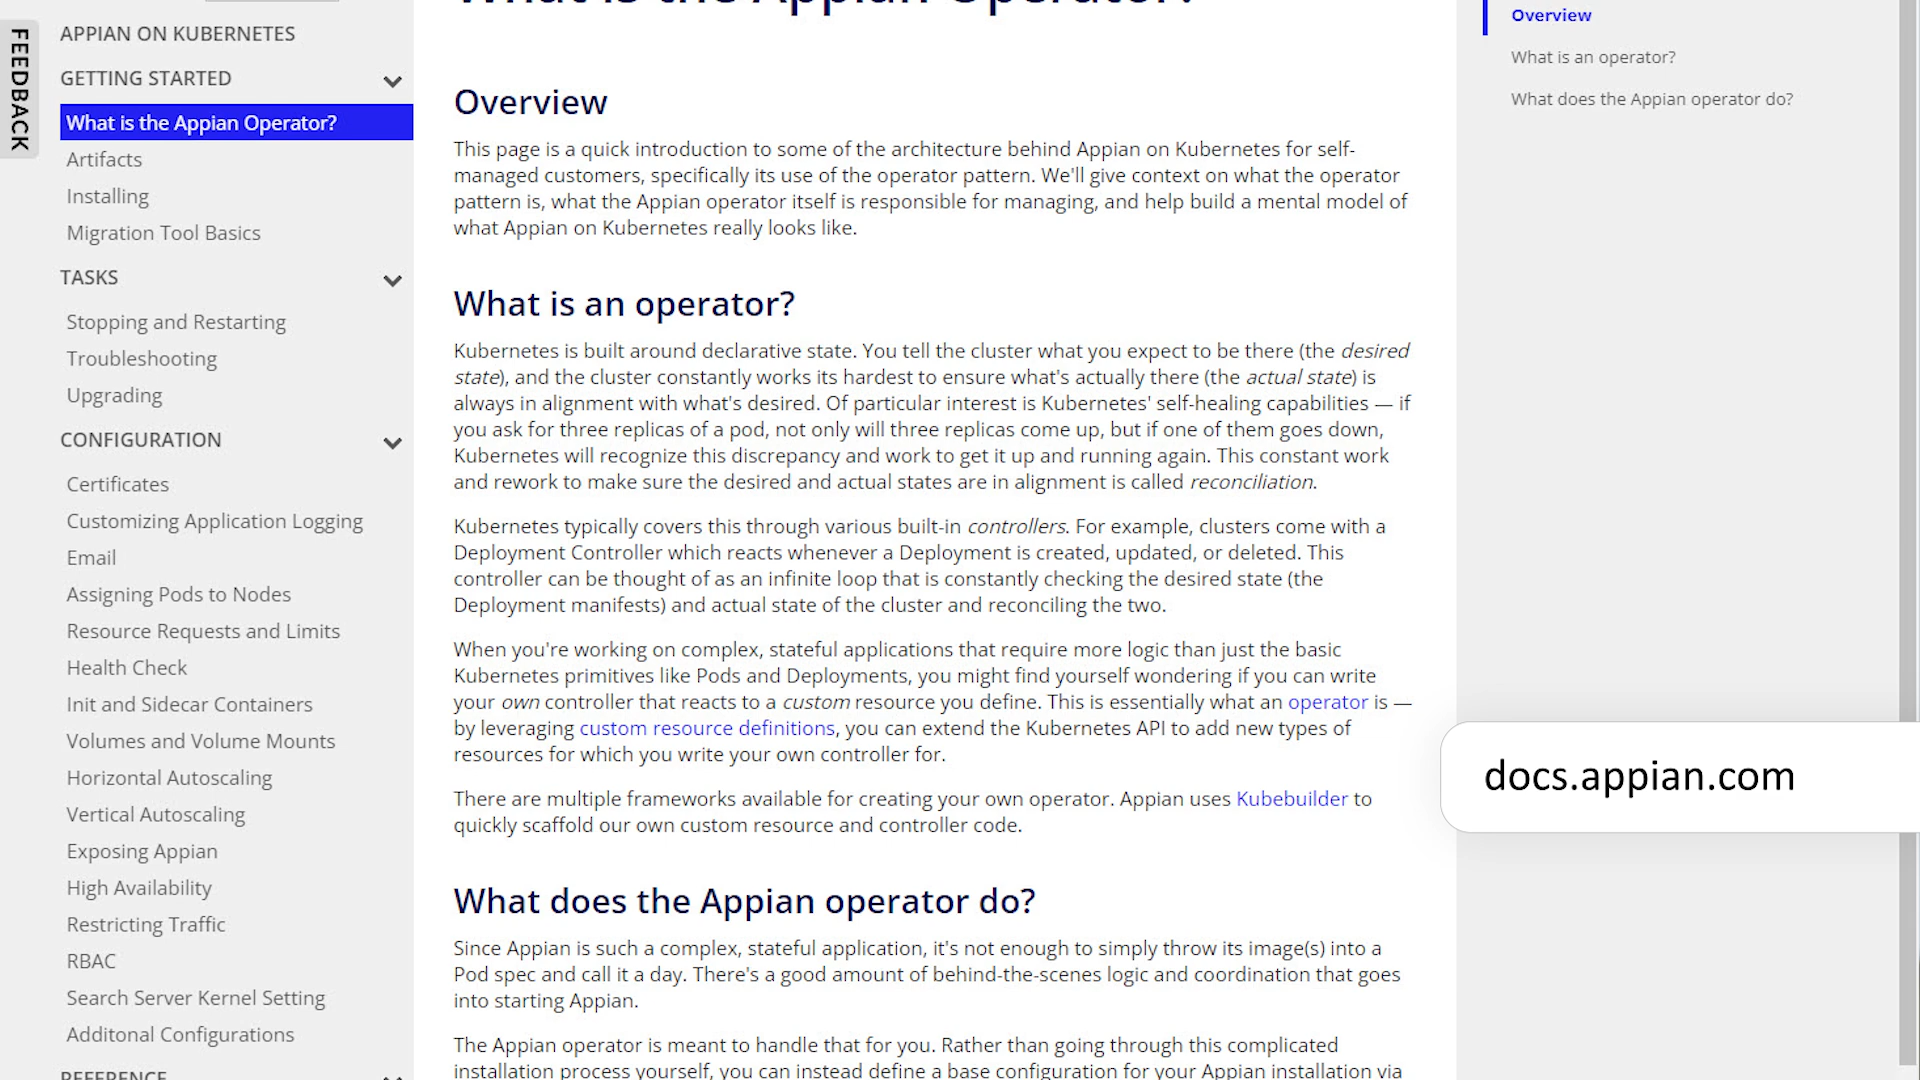 What is the Appian Operator?
FEEDBACK
APPIAN ON KUBERNETES
GETTING STARTED
What is the Appian Operator?
Artifacts
Installing
Migration Tool Basics
TASKS
Stopping and Restarting
Troubleshooting
Upgrading
CONFIGURATION
Certificates
Customizing Application Logging
Email
Assigning Pods to Nodes
Resource Requests and Limits
Health Check
Init and Sidecar Containers
Volumes and Volume Mounts
Horizontal Autoscaling
Vertical Autoscaling
Exposing Appian
High Availability
Restricting Traffic
RBAC
Search Server Kernel Setting
Additonal Configurations
REFERENCE
Overview
This page is a quick introduction to some of the architecture behind Appian on Kubernetes for self-
managed customers, specifically its use of the operator pattern. We'll give context on what the operator
pattern is, what the Appian operator itself is responsible for managing, and help build a mental model of
what Appian on Kubernetes really looks like.
What is an operator?
Kubernetes is built around declarative state. You tell the cluster what you expect to be there (the desired
state), and the cluster constantly works its hardest to ensure what's actually there (the actual state) is
always in alignment with what's desired. Of particular interest is Kubernetes' self-healing capabilities — if
you ask for three replicas of a pod, not only will three replicas come up, but if one of them goes down,
Kubernetes will recognize this discrepancy and work to get it up and running again. This constant work
and rework to make sure the desired and actual states are in alignment is called reconciliation.
Kubernetes typically covers this through various built-in controllers. For example, clusters come with a
Deployment Controller which reacts whenever a Deployment is created, updated, or deleted. This
controller can be thought of as an infinite loop that is constantly checking the desired state (the
Deployment manifests) and actual state of the cluster and reconciling the two.
When you're working on complex, stateful applications that require more logic than just the basic
Kubernetes primitives like Pods and Deployments, you might find yourself wondering if you can write
your own controller that reacts to a custom resource you define. This is essentially what an operator is —
by leveraging custom resource definitions, you can extend the Kubernetes API to add new types of
resources for which you write your own controller for.
There are multiple frameworks available for creating your own operator. Appian uses Kubebuilder to
quickly scaffold our own custom resource and controller code.
What does the Appian operator do?
Since Appian is such a complex, stateful application, it's not enough to simply throw its image(s) into a
Pod spec and call it a day. There's a good amount of behind-the-scenes logic and coordination that goes
into starting Appian.
The Appian operator is meant to handle that for you. Rather than going through this complicated
installation process yourself, you can instead define a base configuration for your Appian installation via
Overview
What is an operator?
What does the Appian operator do?
docs.appian.com